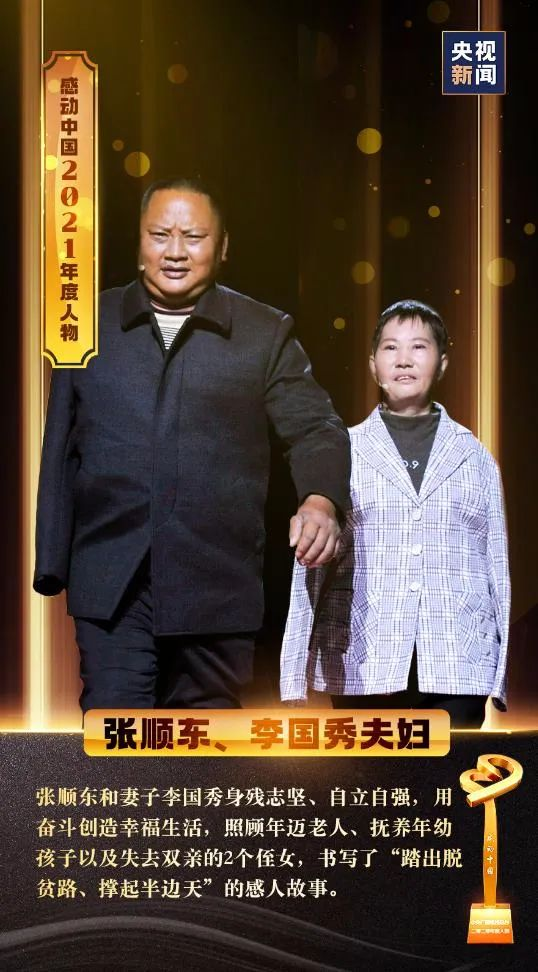 央视
新闻
感动中国2021年度人物
张顺东、李国秀夫妇
张顺东和妻子李国秀身残志坚、自立自强，用
奋斗创造幸福生活，照顾年迈老人、抚养年幼
孩子以及失去双亲的2个侄女，书写了“踏出脱
贫路、撑起半边天”的感人故事。
感动中国